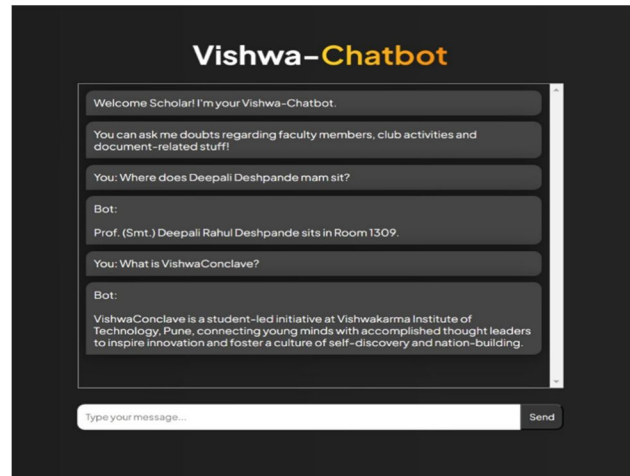 Vishwa-Chatbot
Welcome Scholar! I'm your Vishwa-Chatbot.
You can ask me doubts regarding faculty members, club activities and
document-related stuff!
You: Where does Deepali Deshpande mam sit?
Bot:
Prof. (Smt.) Deepali Rahul Deshpande sits in Room 1309.
You: What is VishwaConclave?
Bot:
VishwaConclave is a student-led initiative at Vishwakarma Institute of
Technology, Pune, connecting young minds with accomplished thought leaders
to inspire innovation and foster a culture of self-discovery and nation-building.
Type your message...
Send